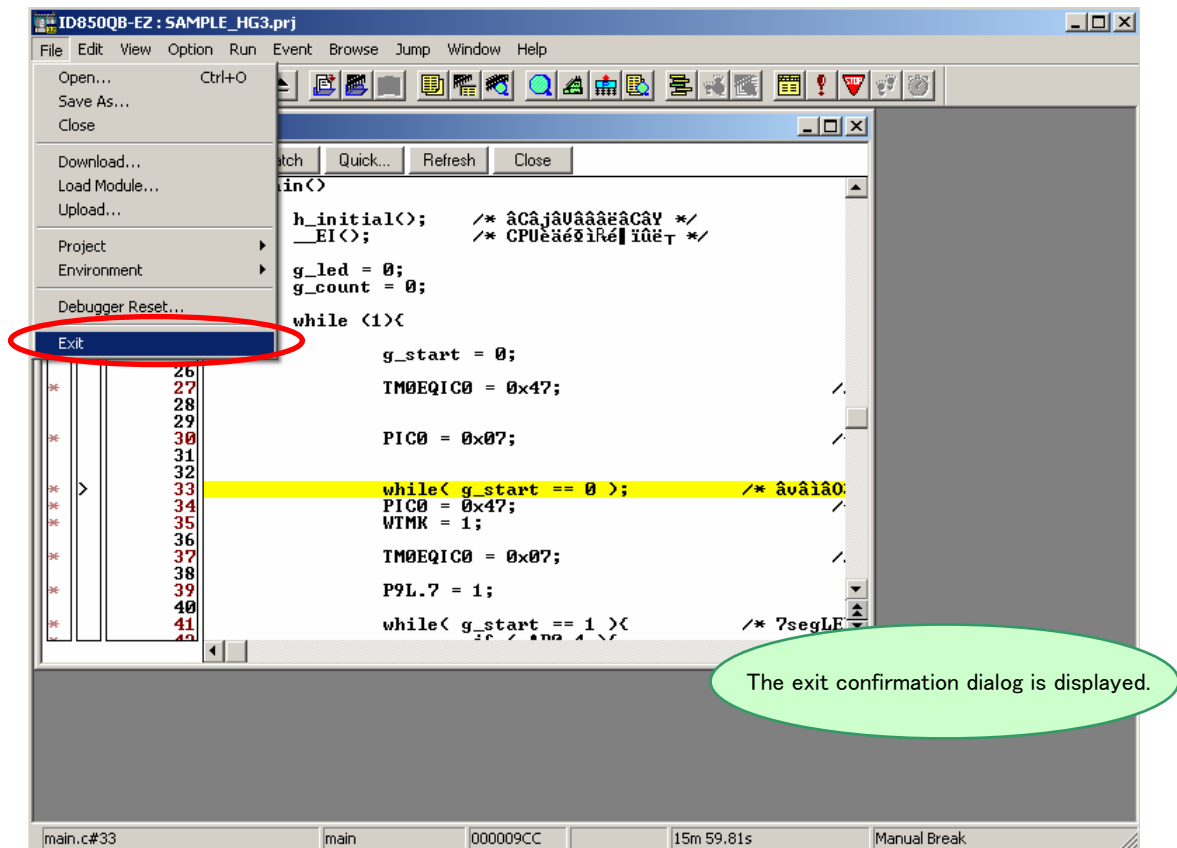 ID850QB-EZ : SAMPLE_HG3.prj
File Edit View Option Run Event Browse Jump Window Help
Open... Ctrl+O
Save As...
Close
Download...
Load Module...
Upload...
Project
Environment
Debugger Reset...
Exit
Quick... Refresh Close
h_initial(); /* âCâjâUâââëâCâY */
__EI();
g_led = 0;
g_count = 0;
while (1){
g_start = 0;
26
27 TM0EQIC0 = 0x47;
28
29
30 PIC0 = 0x07;
31
32
33 while( g_start == 0 );
34 PIC0 = 0x47;
35 WTMK = 1;
36
37 TM0EQIC0 = 0x07;
38
39 P9L.7 = 1;
40
41 while( g_start == 1 ){ /* 7segLE
The exit confirmation dialog is displayed.
main.c#33 main 000009CC 15m 59.81s Manual Break